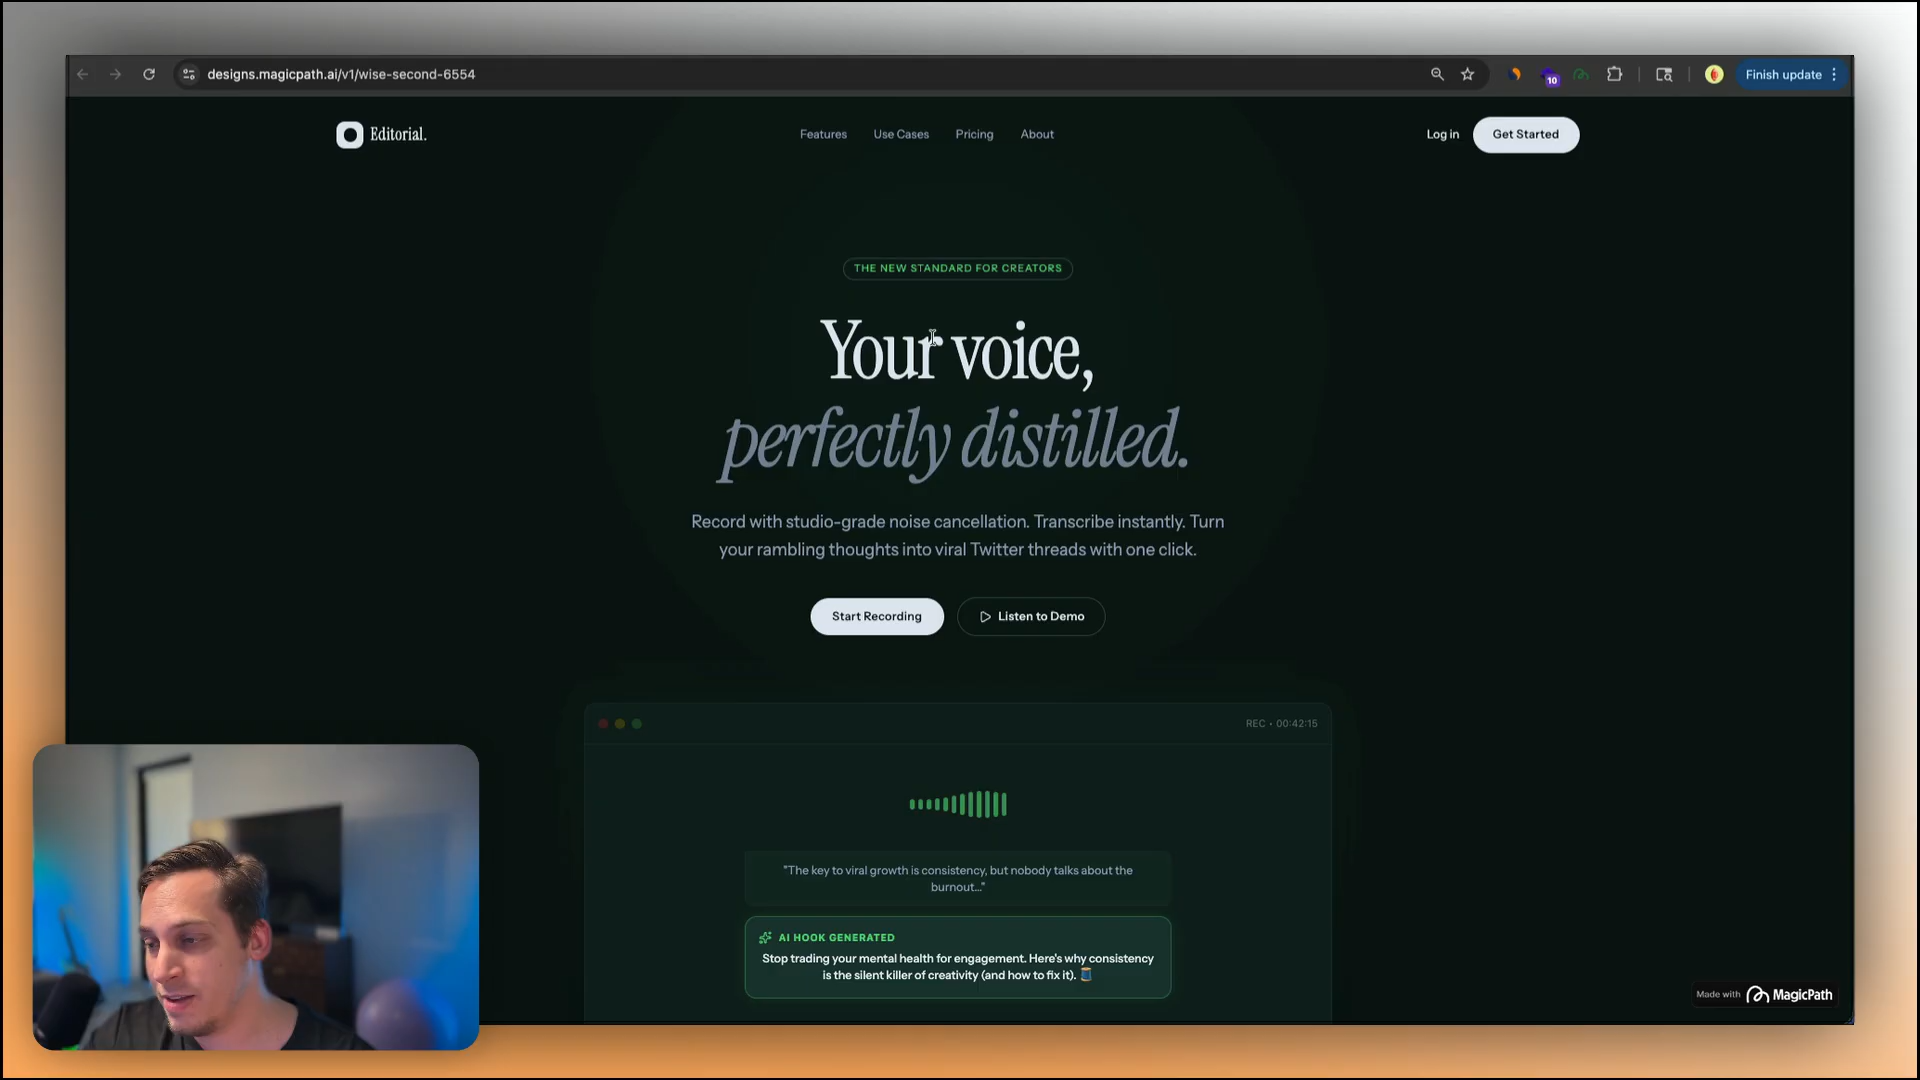 designs.magicpath.ai/v1/wise-second-6554
10
Finish update
Editorial.
Features
Use Cases
Pricing
About
Log in
Get Started
THE NEW STANDARD FOR CREATORS
Your voice,
perfectly distilled.
Record with studio-grade noise cancellation. Transcribe instantly. Turn
your rambling thoughts into viral Twitter threads with one click.
Start Recording
Listen to Demo
REC • 00:42:15
"The key to viral growth is consistency, but nobody talks about the
burnout..."
AI HOOK GENERATED
Stop trading your mental health for engagement. Here's why consistency
is the silent killer of creativity (and how to fix it). 🧵
Made with MagicPath